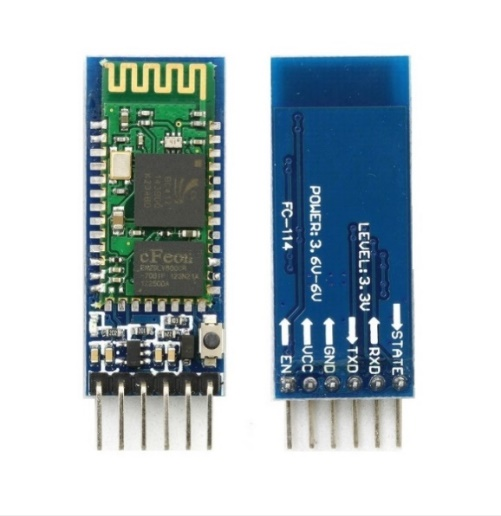 cFeon
FC-114
POWER:3.6V-6V
LEVEL:3.3V
EN
VCC
GND
TXD
RXD
STATE